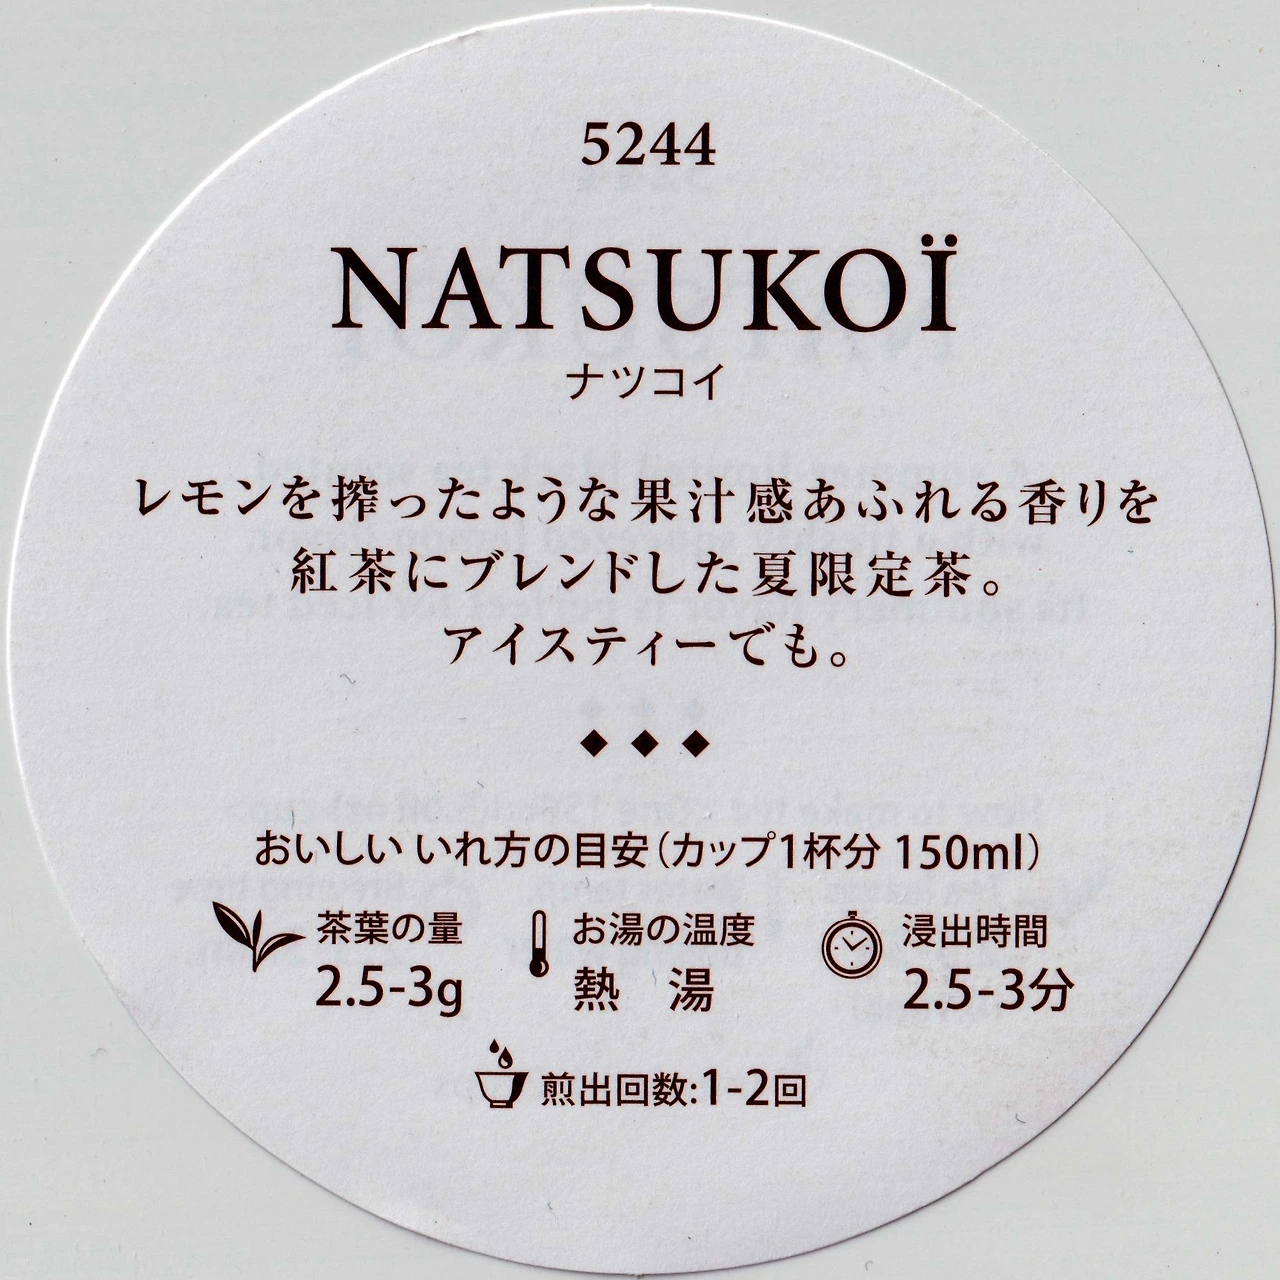 5244
NATSUKOÏ
ナツコイ
レモンを搾ったような果汁感あふれる香りを
紅茶にブレンドした夏限定茶。
アイスティーでも。
◆ ◆ ◆
おいしい いれ方の目安(カップ1杯分 150ml)
茶葉の量 お湯の温度 浸出時間
2.5-3g 熱 湯 2.5-3分
煎出回数:1-2回